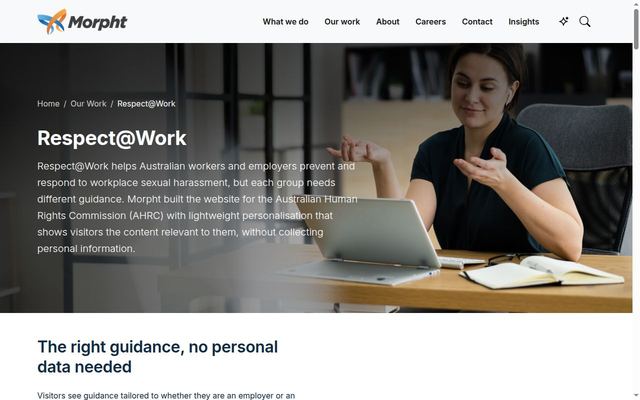 Morpht
What we do
Our work
About
Careers
Contact
Insights
Home / Our Work / Respect@Work
Respect@Work
Respect@Work helps Australian workers and employers prevent and
respond to workplace sexual harassment, but each group needs
different guidance. Morpht built the website for the Australian Human
Rights Commission (AHRC) with lightweight personalisation that
shows visitors the content relevant to them, without collecting
personal information.
The right guidance, no personal
data needed
Visitors see guidance tailored to whether they are an employer or an